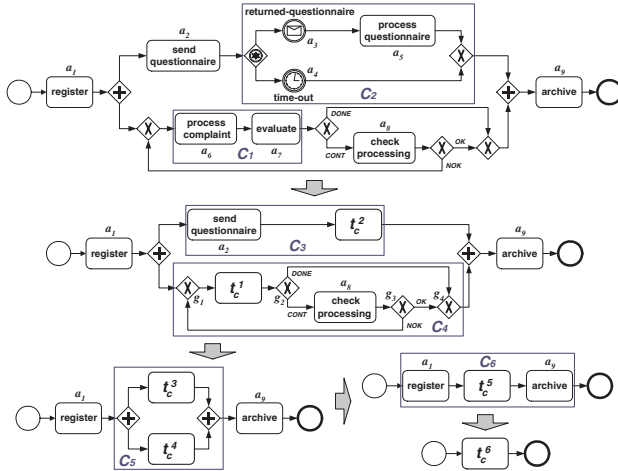 returned-questionnaire
a1
register
a2
send
questionnaire
a3
process
questionnaire
a5
a4
time-out
C2
a9
archive
process
complaint
a6
evaluate
a7
C1
DONE
CONT
a8
check
processing
OK
NOK
a1
register
send
questionnaire
a2
tc2
C3
a9
archive
g1
tc1
g2
DONE
CONT
a8
check
processing
g3
OK
NOK
g4
C4
a1
register
tc3
tc4
C5
a9
archive
C6
a1
register
tc5
a9
archive
tc6